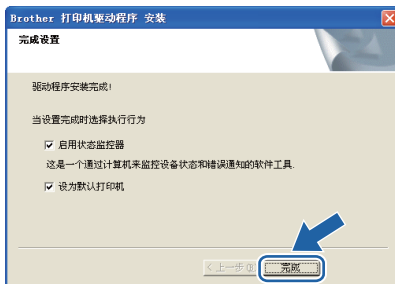 Brother 打印机驱动程序 安装
完成设置
驱动程序安装完成!
当设置完成时选择执行行为
启用状态监控器
这是一个通过计算机来监控设备状态和错误通知的软件工具.
设为默认打印机
<上一步(B) 完成